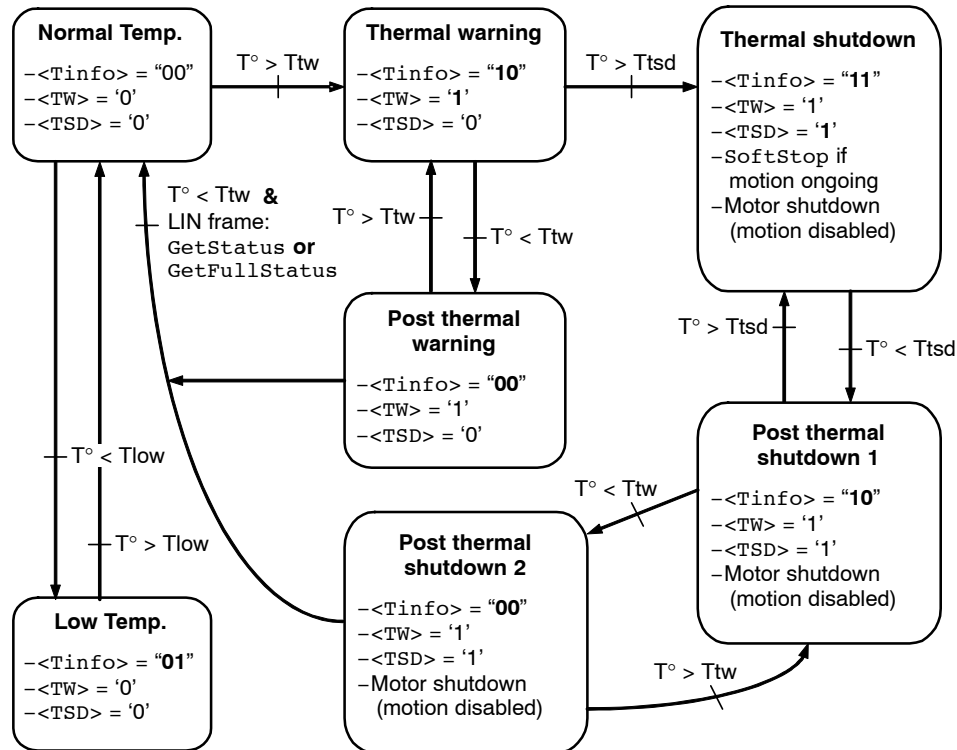 Normal Temp.
–<Tinfo> = “00”
–<TW> = ‘0’
–<TSD> = ‘0’
T° > Ttw
Thermal warning
–<Tinfo> = “10”
–<TW> = ‘1’
–<TSD> = ‘0’
T° > Ttsd
Thermal shutdown
–<Tinfo> = “11”
–<TW> = ‘1’
–<TSD> = ‘1’
–SoftStop if
motion ongoing
–Motor shutdown
(motion disabled)
T° < Ttw &
LIN frame:
GetStatus or
GetFullStatus
T° > Ttw
T° < Ttw
Post thermal
warning
–<Tinfo> = “00”
–<TW> = ‘1’
–<TSD> = ‘0’
T° > Ttsd
T° < Ttsd
Post thermal
shutdown 1
–<Tinfo> = “10”
–<TW> = ‘1’
–<TSD> = ‘1’
–Motor shutdown
(motion disabled)
T° < Tlow
T° > Tlow
T° < Ttw
Post thermal
shutdown 2
–<Tinfo> = “00”
–<TW> = ‘1’
–<TSD> = ‘1’
–Motor shutdown
(motion disabled)
T° > Ttw
Low Temp.
–<Tinfo> = “01”
–<TW> = ‘0’
–<TSD> = ‘0’